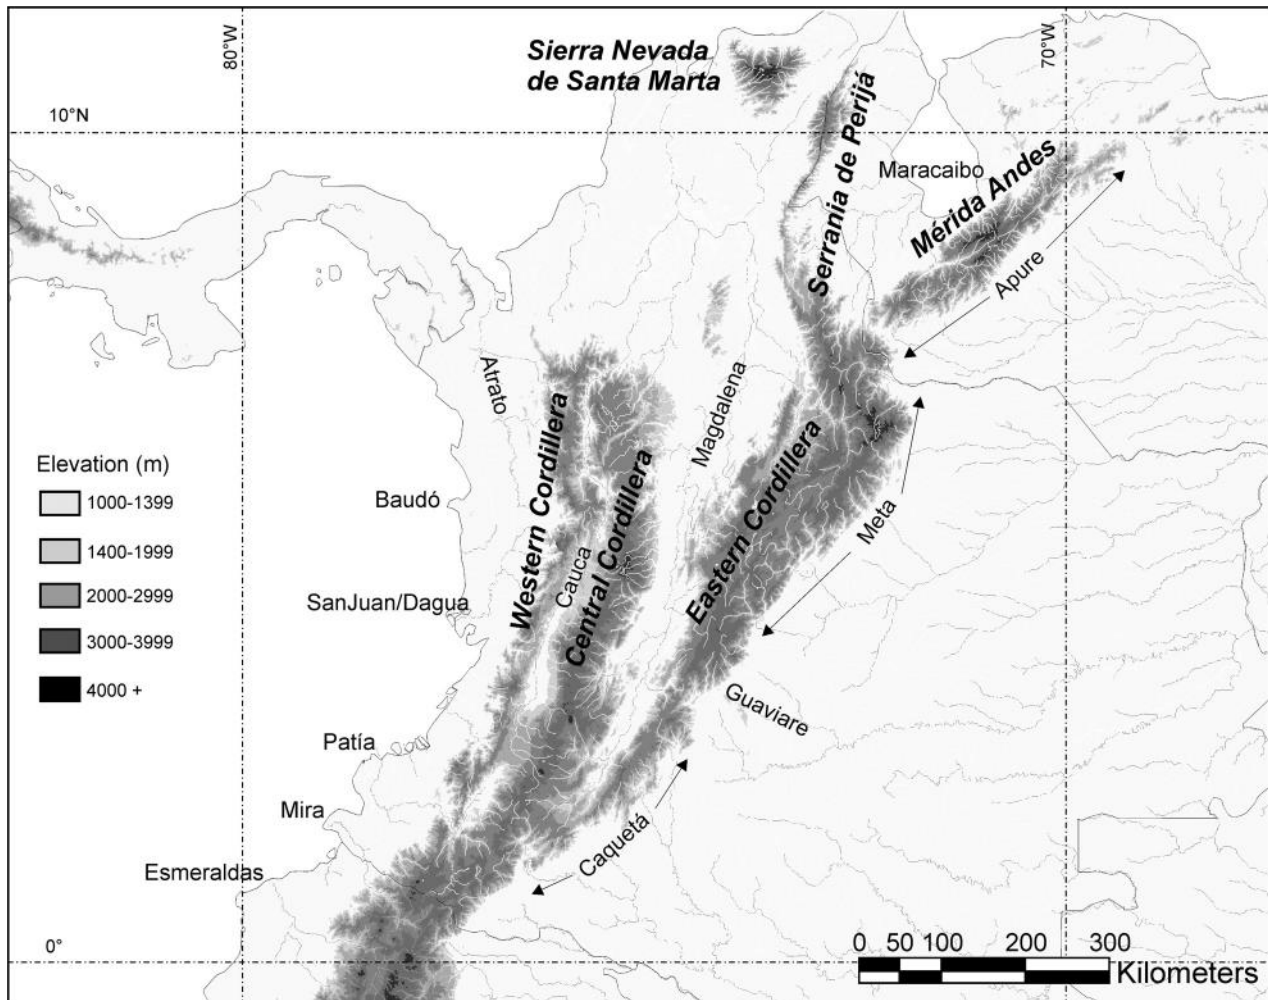 80°W
70°W
Sierra Nevada
de Santa Marta
10°N
Serrania de Perijá
Maracaibo
Mérida Andes
Apure
Atrato
Magdalena
Western Cordillera
Central Cordillera
Eastern Cordillera
Cauca
Meta
Elevation (m)
1000-1399
1400-1999
2000-2999
3000-3999
4000 +
Baudó
SanJuan/Dagua
Guaviare
Patía
Mira
Caquetá
Esmeraldas
0°
0 50 100 200 300
Kilometers